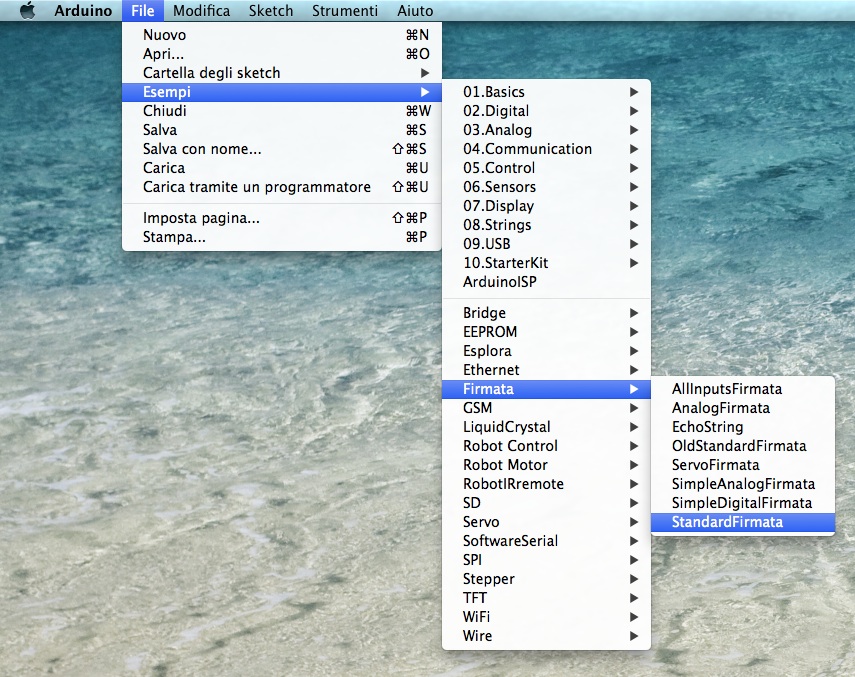 Arduino File Modifica Sketch Strumenti Aiuto
Nuovo ⌘N
Apri... ⌘O
Cartella degli sketch ▶
Esempi ▶
Chiudi ⌘W
Salva ⌘S
Salva con nome... ⇧⌘S
Carica ⌘U
Carica tramite un programmatore ⇧⌘U
Imposta pagina... ⇧⌘P
Stampa... ⌘P
01.Basics ▶
02.Digital ▶
03.Analog ▶
04.Communication ▶
05.Control ▶
06.Sensors ▶
07.Display ▶
08.Strings ▶
09.USB ▶
10.StarterKit ▶
ArduinoISP
Bridge ▶
EEPROM ▶
Esplora ▶
Ethernet ▶
Firmata ▶
GSM ▶
LiquidCrystal ▶
Robot Control ▶
Robot Motor ▶
RobotIRremote ▶
SD ▶
Servo ▶
SoftwareSerial ▶
SPI ▶
Stepper ▶
TFT ▶
WiFi ▶
Wire ▶
AllInputsFirmata
AnalogFirmata
EchoString
OldStandardFirmata
ServoFirmata
SimpleAnalogFirmata
SimpleDigitalFirmata
StandardFirmata